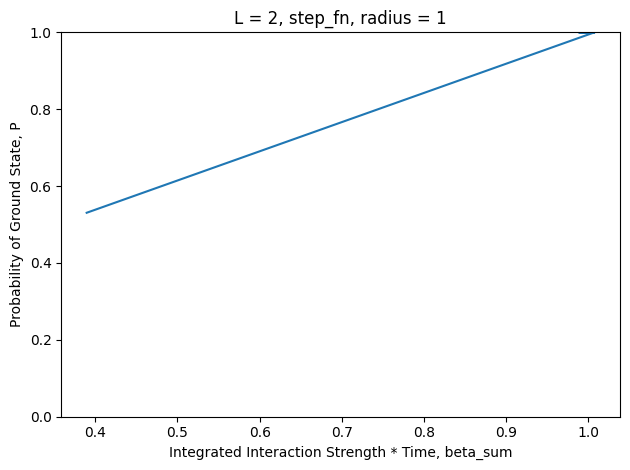 L = 2, step_fn, radius = 1
Probability of Ground State, P
1.0
0.8
0.6
0.4
0.2
0.0
0.4 0.5 0.6 0.7 0.8 0.9 1.0
Integrated Interaction Strength * Time, beta_sum